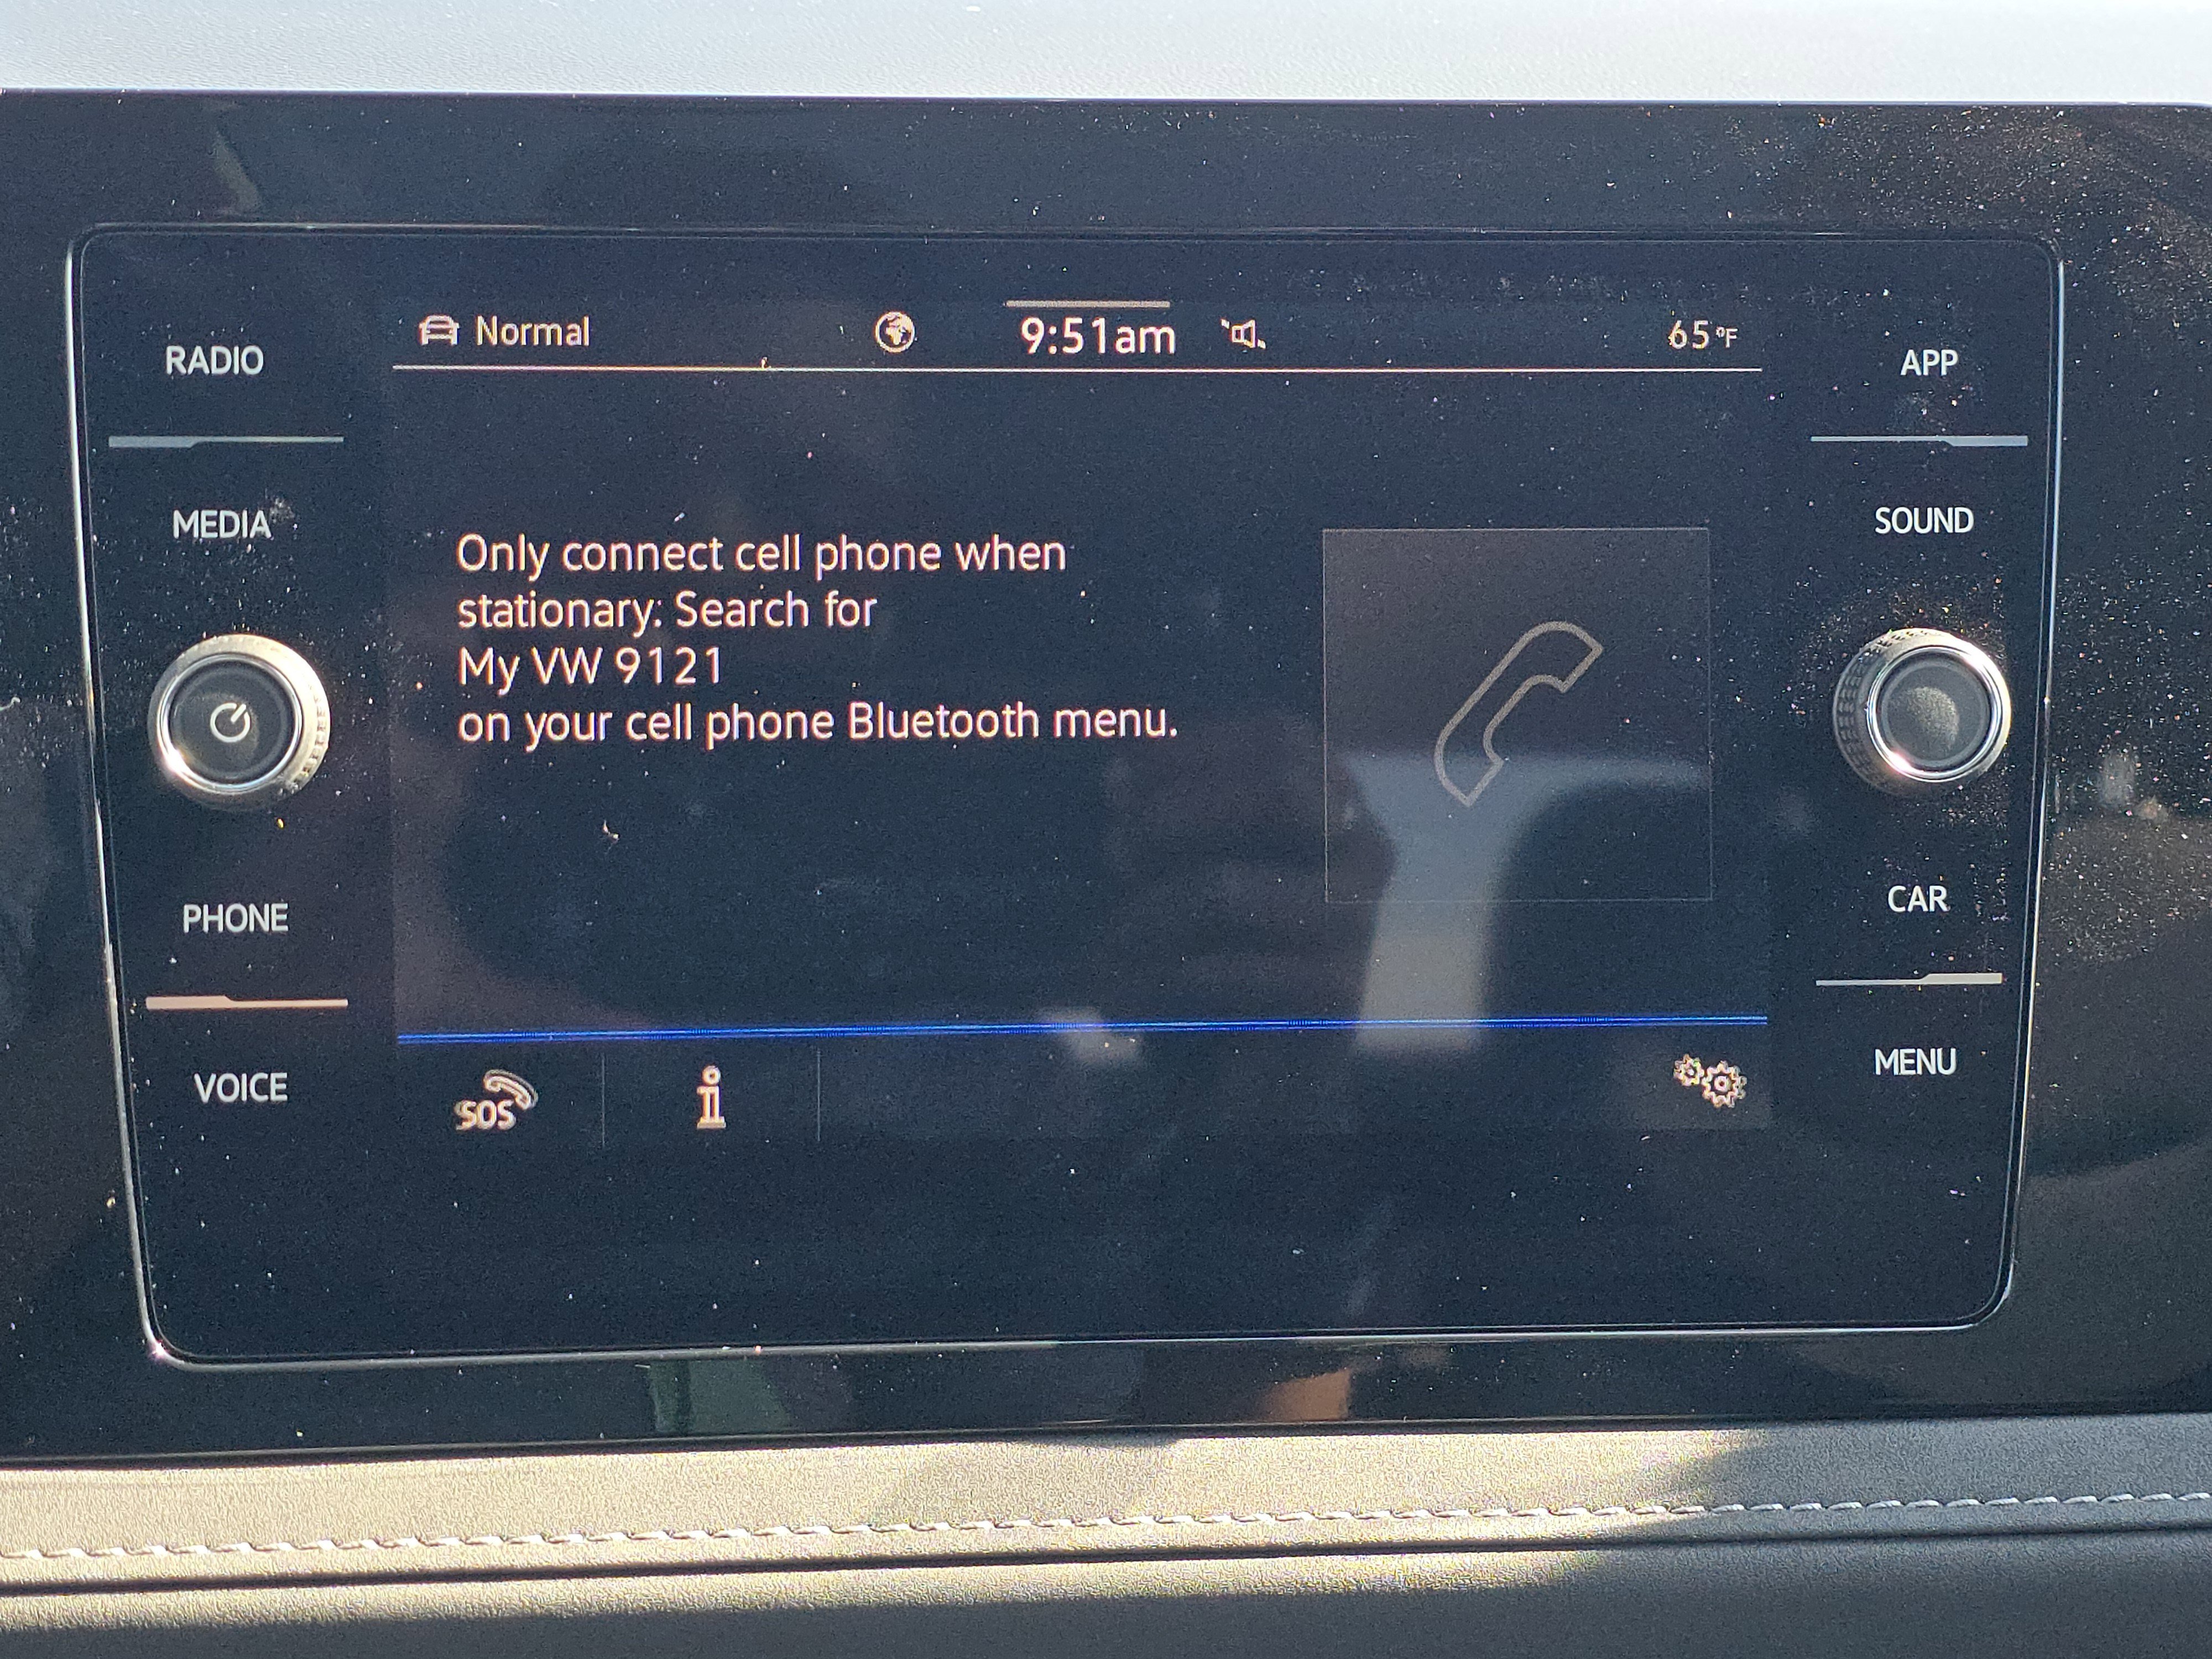 Normal
9:51am
65°F
RADIO
MEDIA
PHONE
VOICE
Only connect cell phone when
stationary: Search for
My VW 9121
on your cell phone Bluetooth menu.
SOS
i
APP
SOUND
CAR
MENU